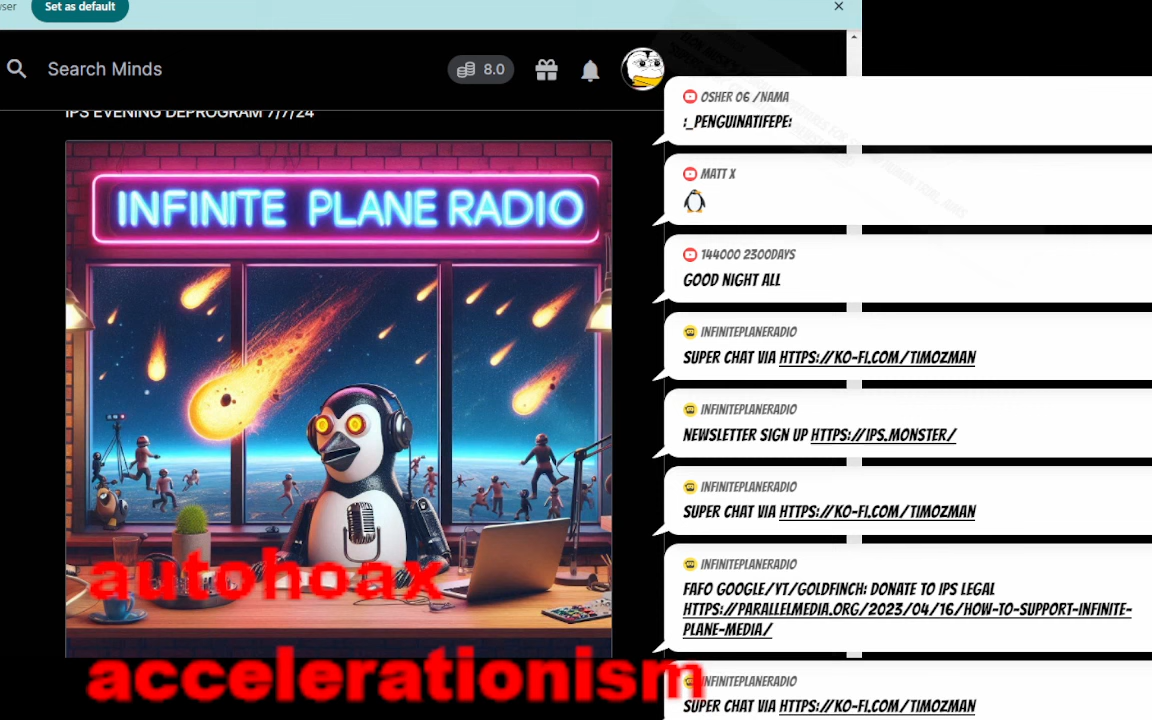 Set as default
Search Minds
8.0
IPS EVENING DEPROGRAM 7/7/24
INFINITE PLANE RADIO
autohoax
accelerationism
OSHER 06 /NAMA
:_PENGUINATIFEPE:
MATT X
144000 2300DAYS
GOOD NIGHT ALL
INFINITEPLANERADIO
SUPER CHAT VIA HTTPS://KO-FI.COM/TIMOZMAN
INFINITEPLANERADIO
NEWSLETTER SIGN UP HTTPS://IPS.MONSTER/
INFINITEPLANERADIO
SUPER CHAT VIA HTTPS://KO-FI.COM/TIMOZMAN
INFINITEPLANERADIO
FAFO GOOGLE/YT/GOLDFINCH: DONATE TO IPS LEGAL
HTTPS://PARALLELMEDIA.ORG/2023/04/16/HOW-TO-SUPPORT-INFINITE-
PLANE-MEDIA/
INFINITEPLANERADIO
SUPER CHAT VIA HTTPS://KO-FI.COM/TIMOZMAN